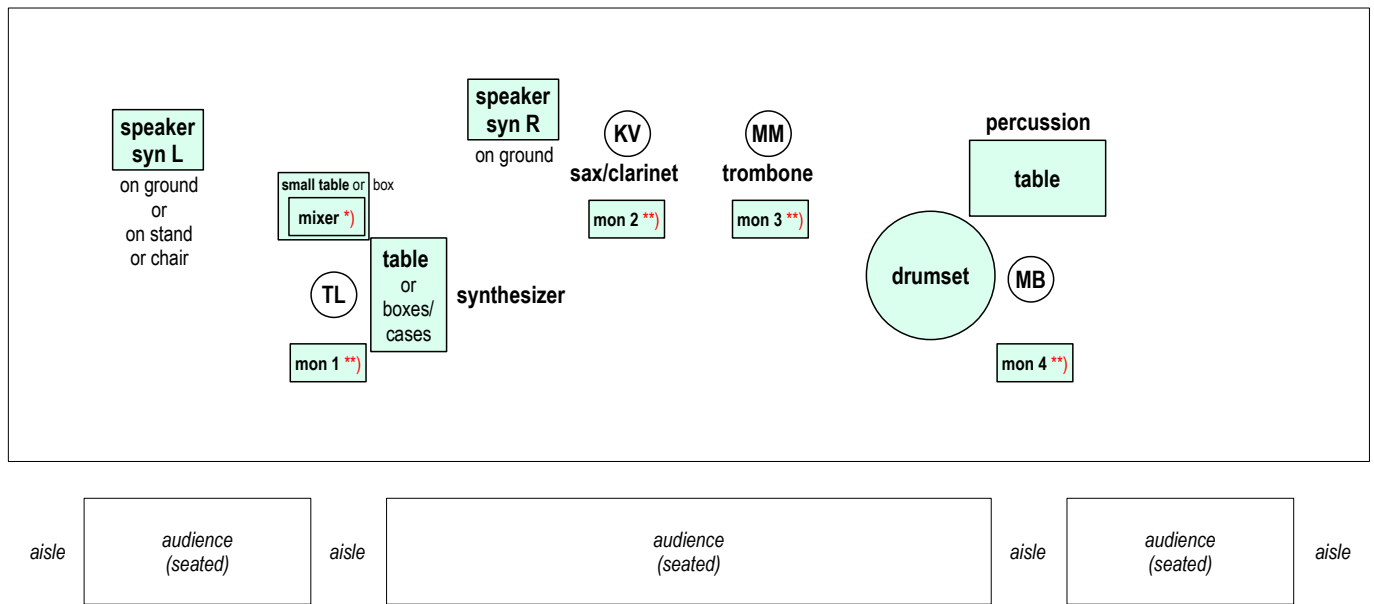 speaker
syn L
on ground
or
on stand
or chair
small table or box
mixer *)
TL
mon 1 **)
table
or
boxes/
cases
synthesizer
speaker
syn R
on ground
KV
sax/clarinet
mon 2 **)
MM
trombone
mon 3 **)
percussion
table
drumset
MB
mon 4 **)
aisle
audience
(seated)
aisle
audience
(seated)
aisle
audience
(seated)
aisle